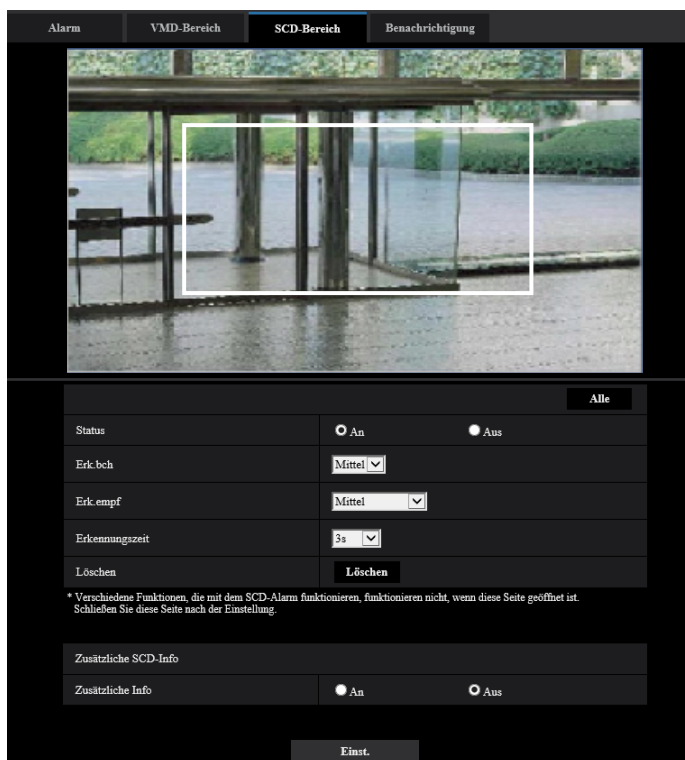 Alarm VMD-Bereich SCD-Bereich Benachrichtigung
Alle
Status An Aus
Erk.bch Mittel
Erk.empf Mittel
Erkennungszeit 3s
Löschen Löschen
* Verschiedene Funktionen, die mit dem SCD-Alarm funktionieren, funktionieren nicht, wenn diese Seite geöffnet ist.
Schließen Sie diese Seite nach der Einstellung.
Zusätzliche SCD-Info
Zusätzliche Info An Aus
Einst.